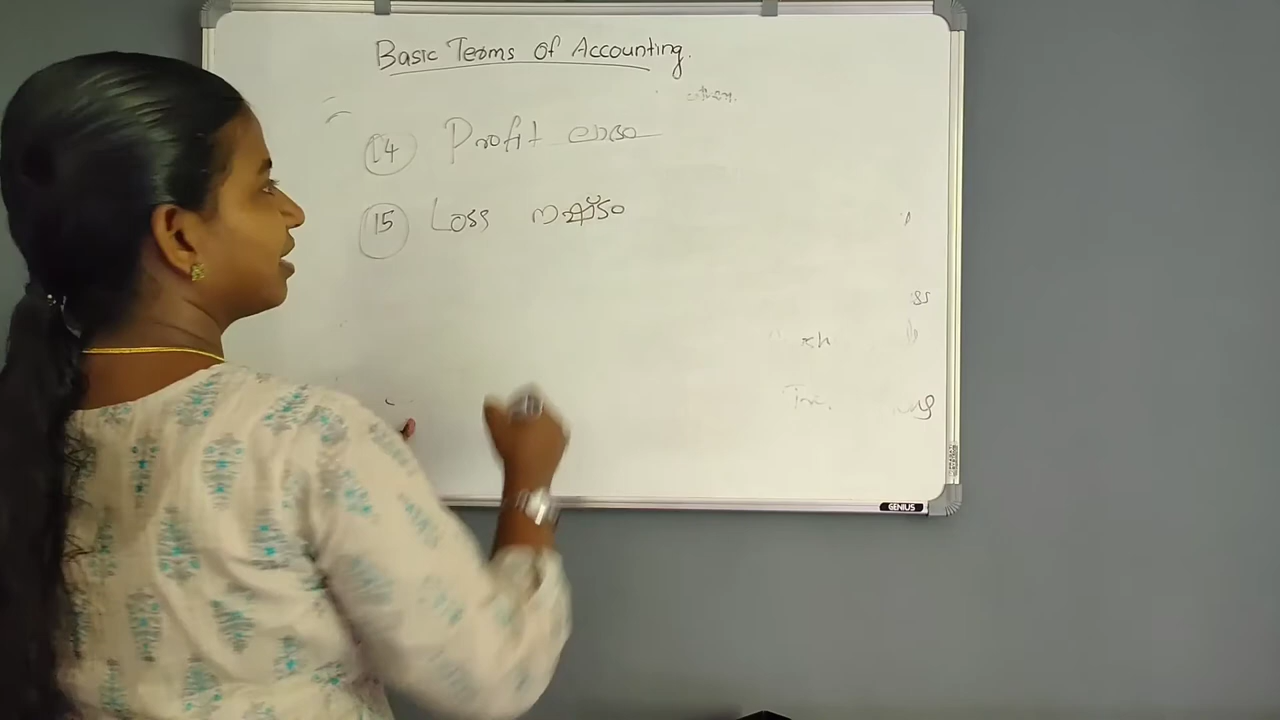 Basic Terms Of Accounting.
14 Profit ലാഭം
15 Loss നഷ്ടം
GENIUS